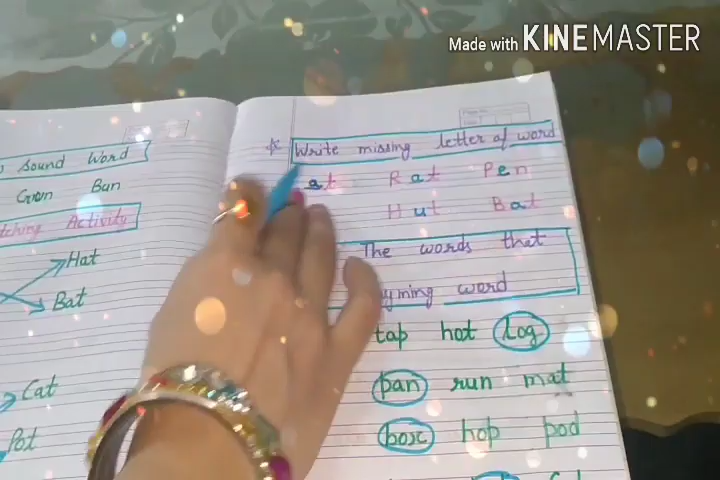 Made with KINEMASTER
Sound Word
Gun Bun
Activity
Hat
Bat
Cat
Pot
Write missing letter of word
Rat Pen
Hut Bat
The words that
word
tap hot log
pan run mat
box hop pod